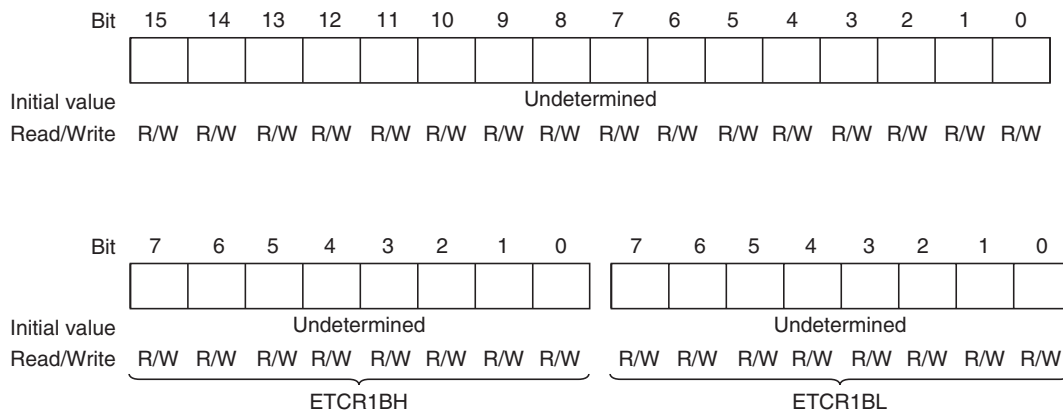 Bit 15 14 13 12 11 10 9 8 7 6 5 4 3 2 1 0
Initial value Undetermined
Read/Write R/W R/W R/W R/W R/W R/W R/W R/W R/W R/W R/W R/W R/W R/W R/W R/W
Bit 7 6 5 4 3 2 1 0 7 6 5 4 3 2 1 0
Initial value Undetermined Undetermined
Read/Write R/W R/W R/W R/W R/W R/W R/W R/W R/W R/W R/W R/W R/W R/W R/W R/W
ETCR1BH ETCR1BL